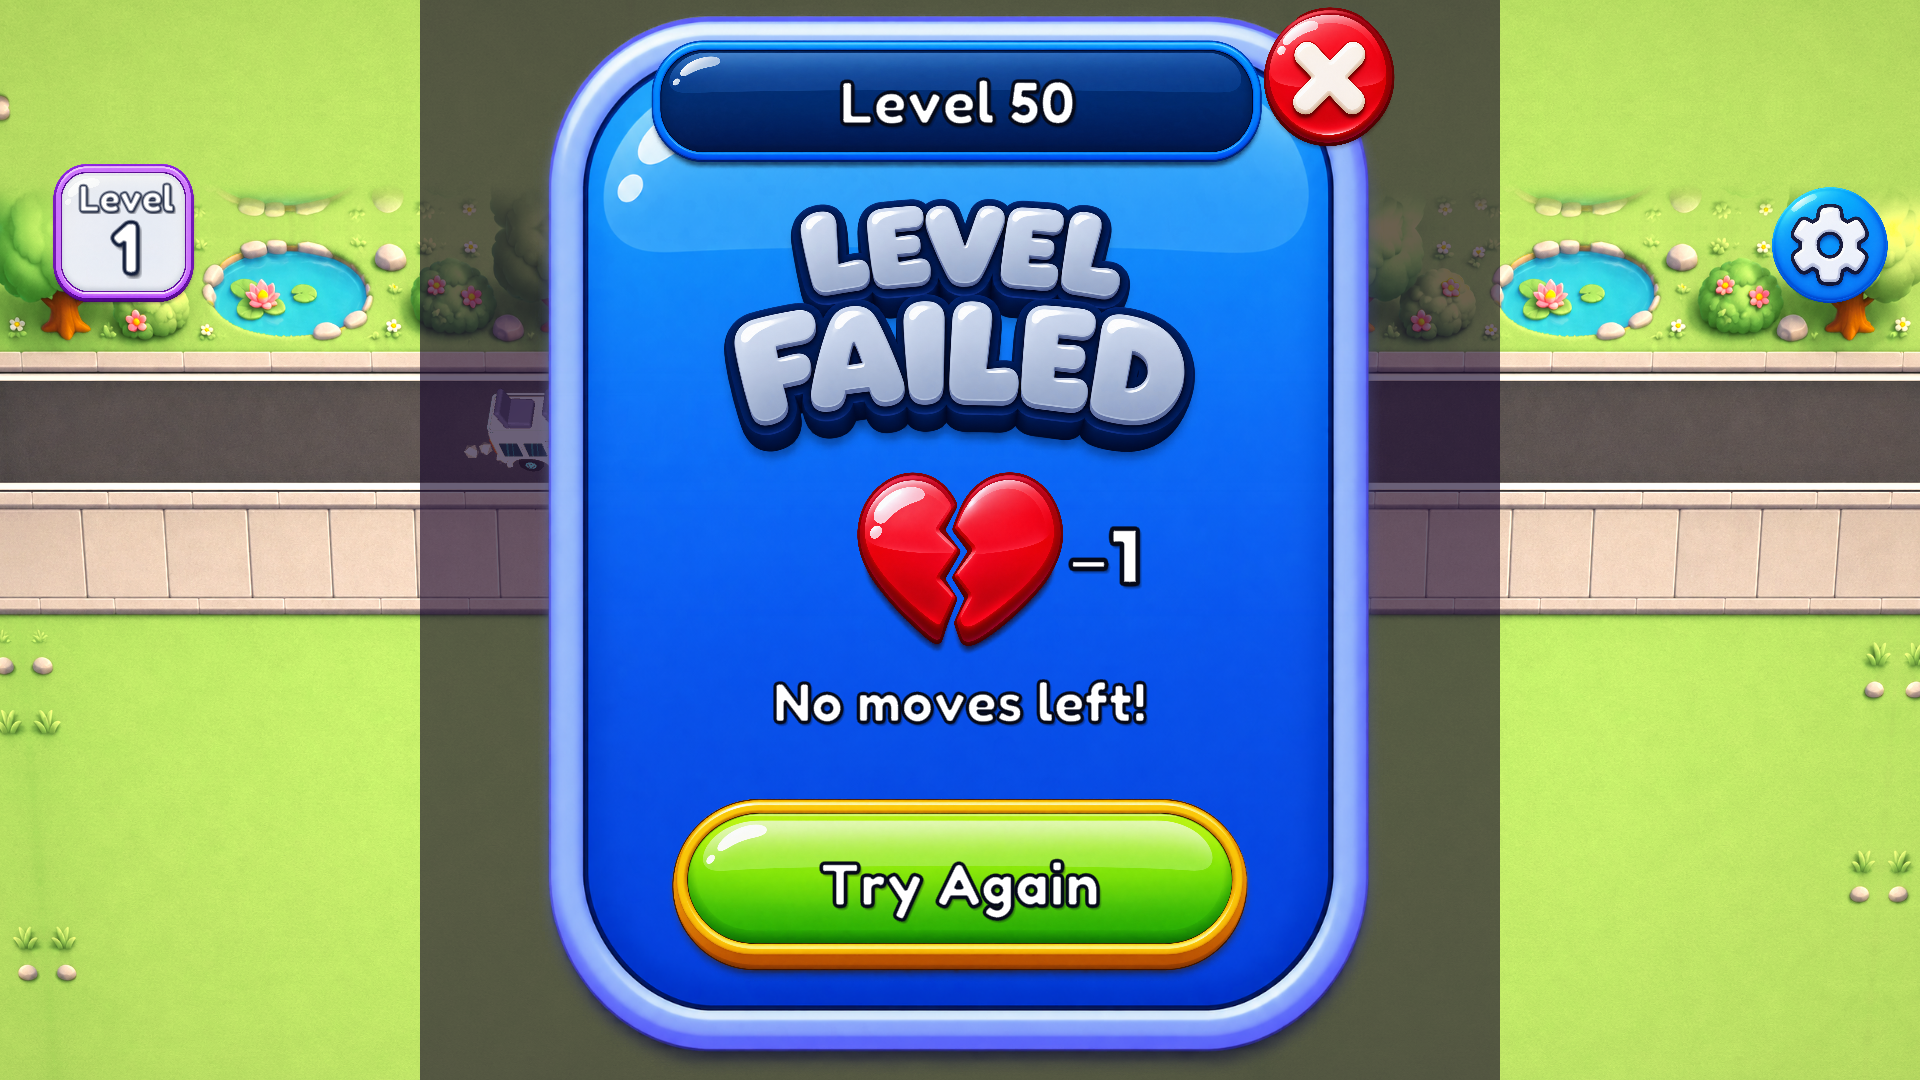 Level 50
Level
1
LEVEL
FAILED
–1
No moves left!
Try Again